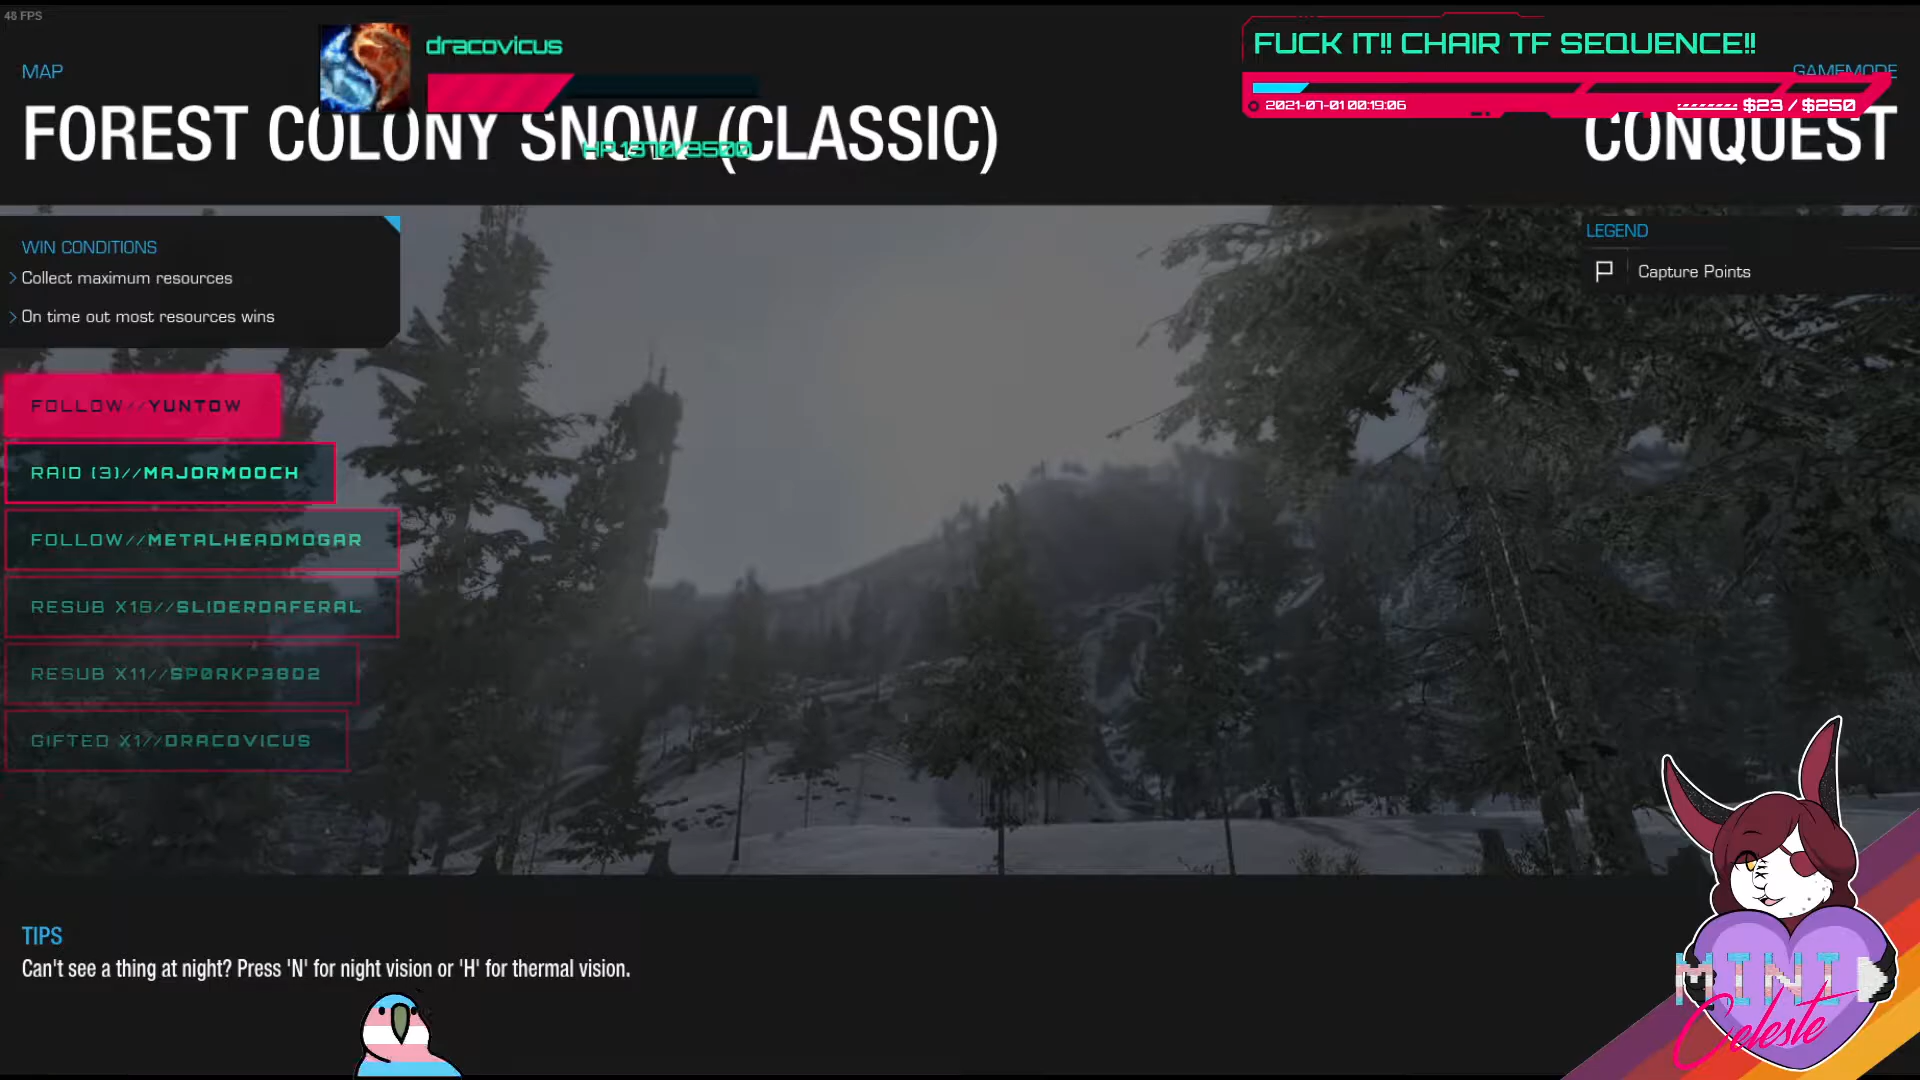 48 FPS
dracovicus
FUCK IT!! CHAIR TF SEQUENCE!!
MAP
GAMEMODE
2021-07-01 00:19:06
$23 / $250
FOREST COLONY SNOW (CLASSIC)
CONQUEST
HP 1370/3500
WIN CONDITIONS
Collect maximum resources
On time out most resources wins
LEGEND
Capture Points
FOLLOW//YUNTOW
RAID (3)//MAJORMOOCH
FOLLOW//METALHEADMOGAR
RESUB X18//SLIDERDAFERAL
RESUB X11//SP0RKP38D2
GIFTED X1//DRACOVICUS
TIPS
Can't see a thing at night? Press 'N' for night vision or 'H' for thermal vision.
MINI
Celeste